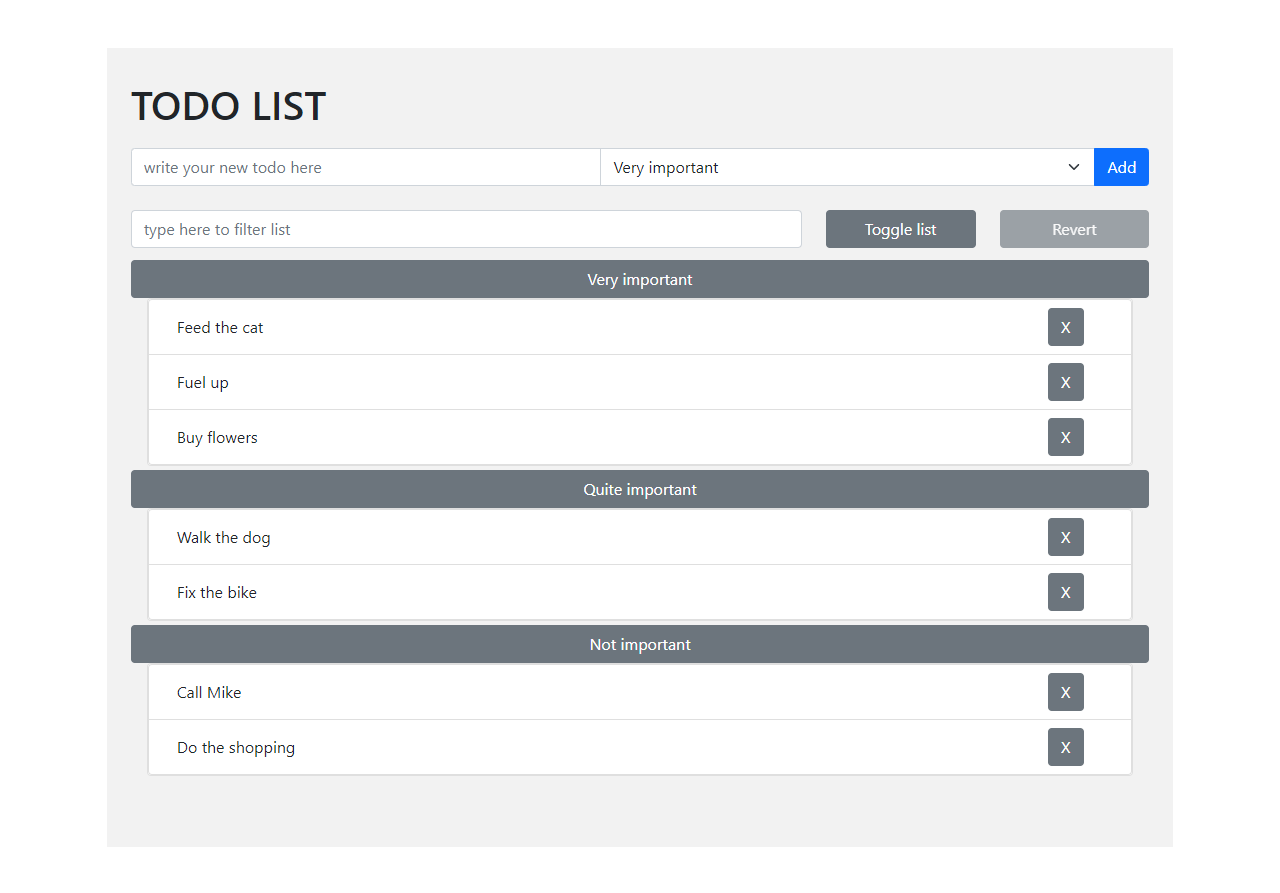 TODO LIST
write your new todo here Very important Add
type here to filter list Toggle list Revert
Very important
Feed the cat X
Fuel up X
Buy flowers X
Quite important
Walk the dog X
Fix the bike X
Not important
Call Mike X
Do the shopping X